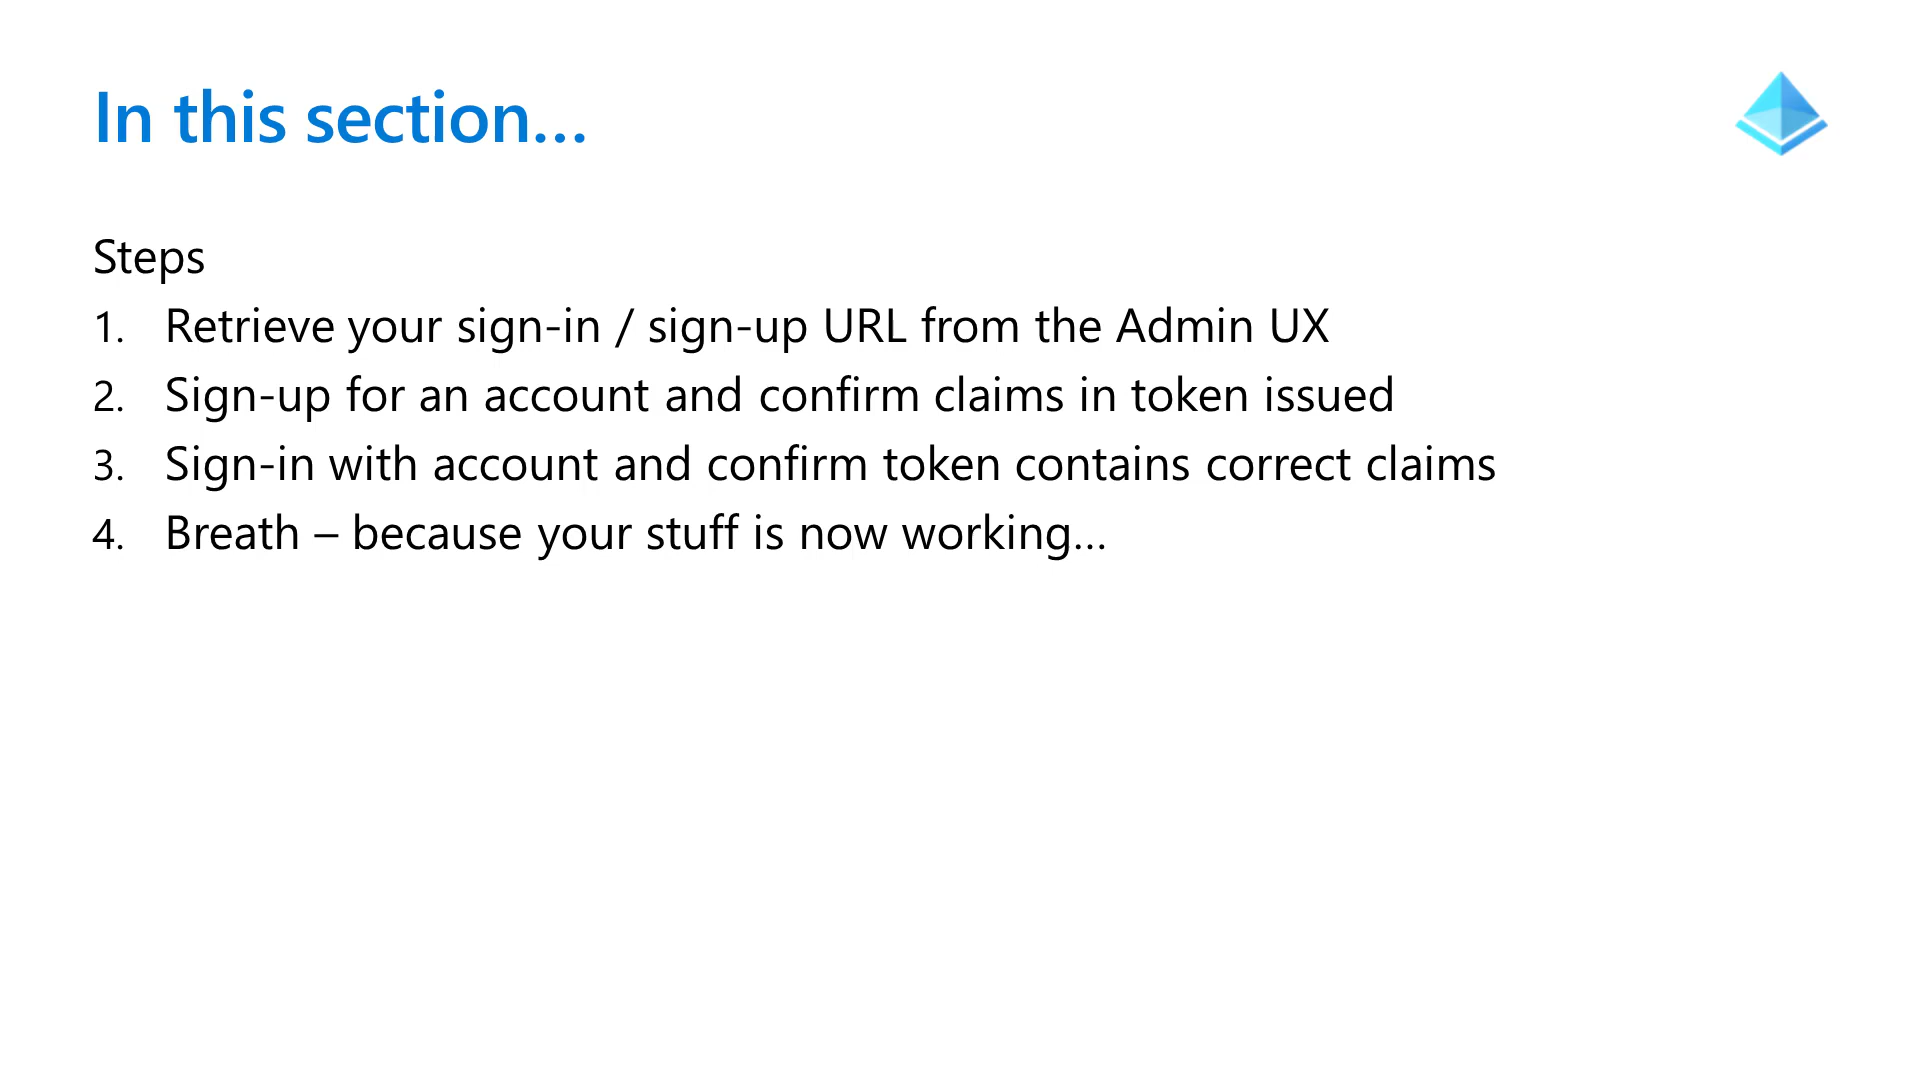 In this section...
Steps
1. Retrieve your sign-in / sign-up URL from the Admin UX
2. Sign-up for an account and confirm claims in token issued
3. Sign-in with account and confirm token contains correct claims
4. Breath – because your stuff is now working...